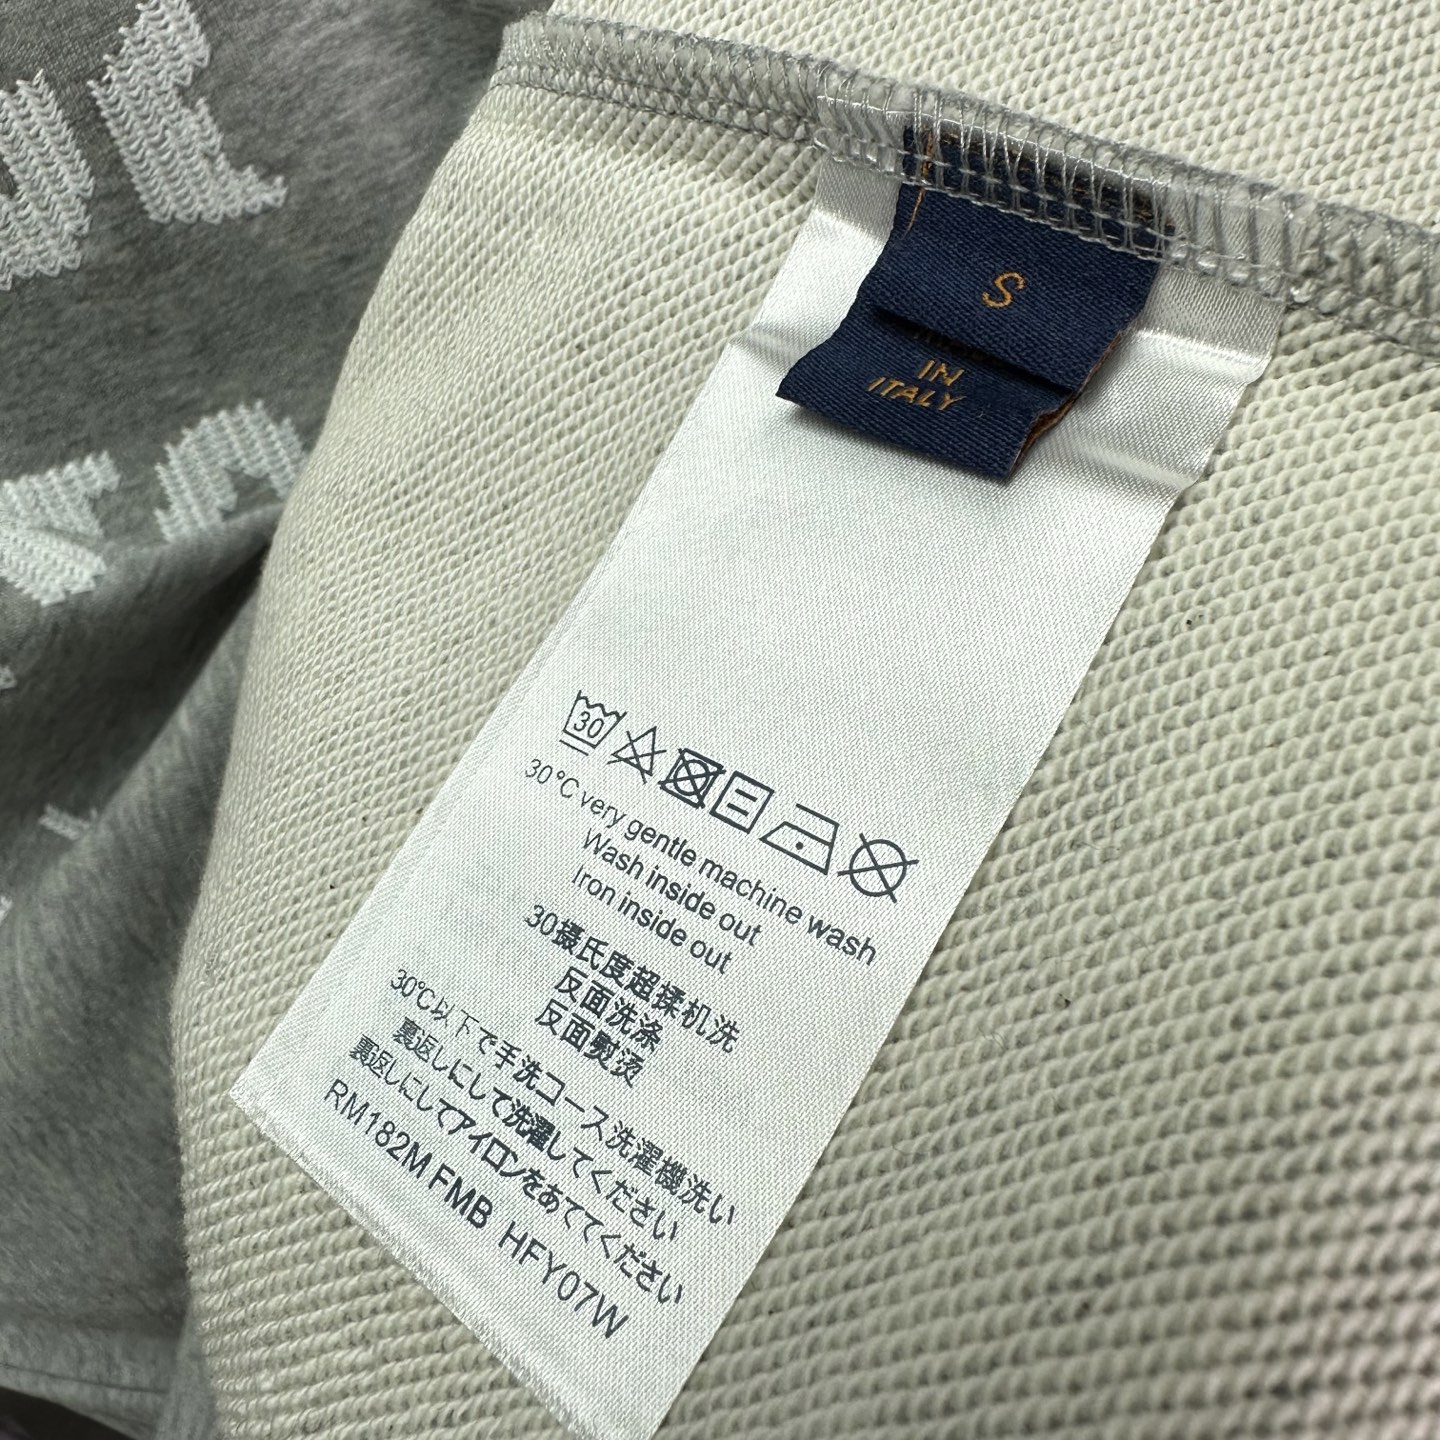 S
IN
ITALY
30
30°C very gentle machine wash
Wash inside out
Iron inside out
30摄氏度超揉机洗
反面洗涤
反面熨烫
30℃以下で手洗コース洗濯機洗い
裏返しにして洗濯してください
裏返しにしてアイロンをあててください
RM182M FMB HFY07W